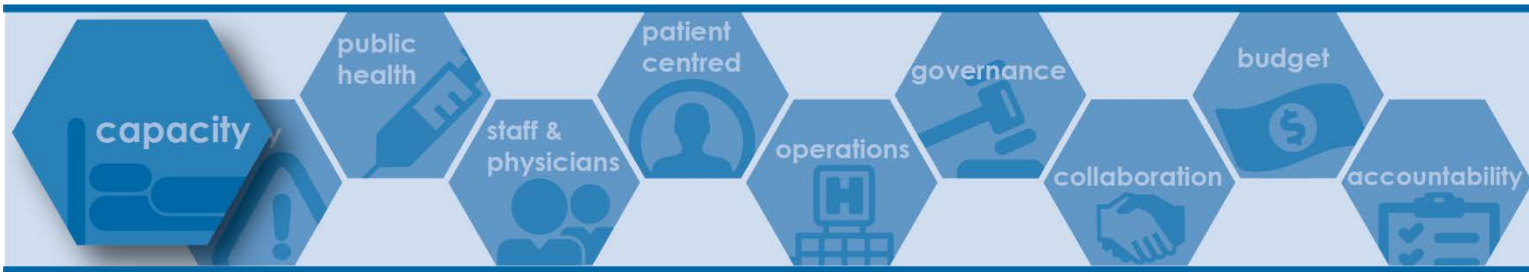 capacity
public
health
staff &
physicians
patient
centred
operations
H
governance
collaboration
budget
$
accountability